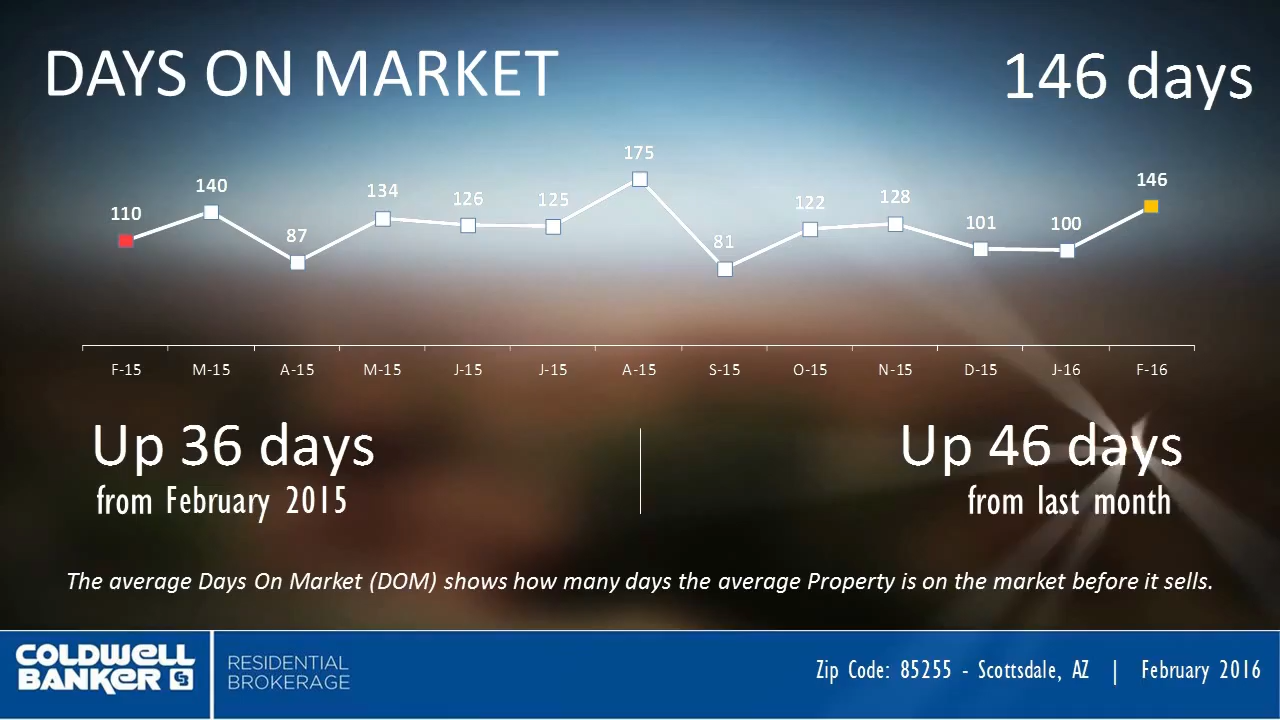 DAYS ON MARKET
146 days
110 140 87 134 126 125 175 81 122 128 101 100 146
F-15 M-15 A-15 M-15 J-15 J-15 A-15 S-15 O-15 N-15 D-15 J-16 F-16
Up 36 days
from February 2015
Up 46 days
from last month
The average Days On Market (DOM) shows how many days the average Property is on the market before it sells.
COLDWELL
BANKER
RESIDENTIAL
BROKERAGE
Zip Code: 85255 - Scottsdale, AZ | February 2016